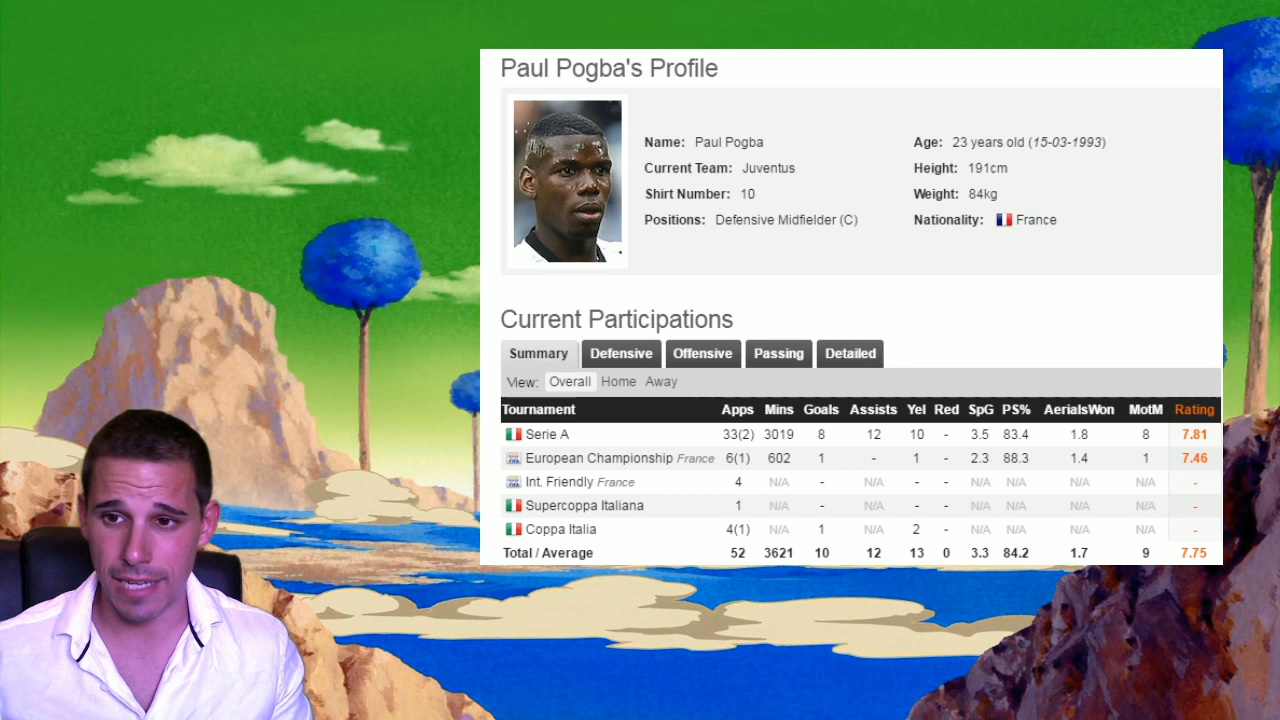 Paul Pogba's Profile
Name: Paul Pogba
Age: 23 years old (15-03-1993)
Current Team: Juventus
Height: 191cm
Shirt Number: 10
Weight: 84kg
Positions: Defensive Midfielder (C)
Nationality: France
Current Participations
Summary Defensive Offensive Passing Detailed
View: Overall Home Away
Tournament Apps Mins Goals Assists Yel Red SpG PS% AerialsWon MotM Rating
Serie A 33(2) 3019 8 12 10 - 3.5 83.4 1.8 8 7.81
European Championship France 6(1) 602 1 - 1 - 2.3 88.3 1.4 1 7.46
Int. Friendly France 4 N/A - N/A - - N/A N/A N/A N/A -
Supercoppa Italiana 1 N/A - N/A - - N/A N/A N/A N/A -
Coppa Italia 4(1) N/A 1 N/A 2 - N/A N/A N/A N/A -
Total / Average 52 3621 10 12 13 0 3.3 84.2 1.7 9 7.75